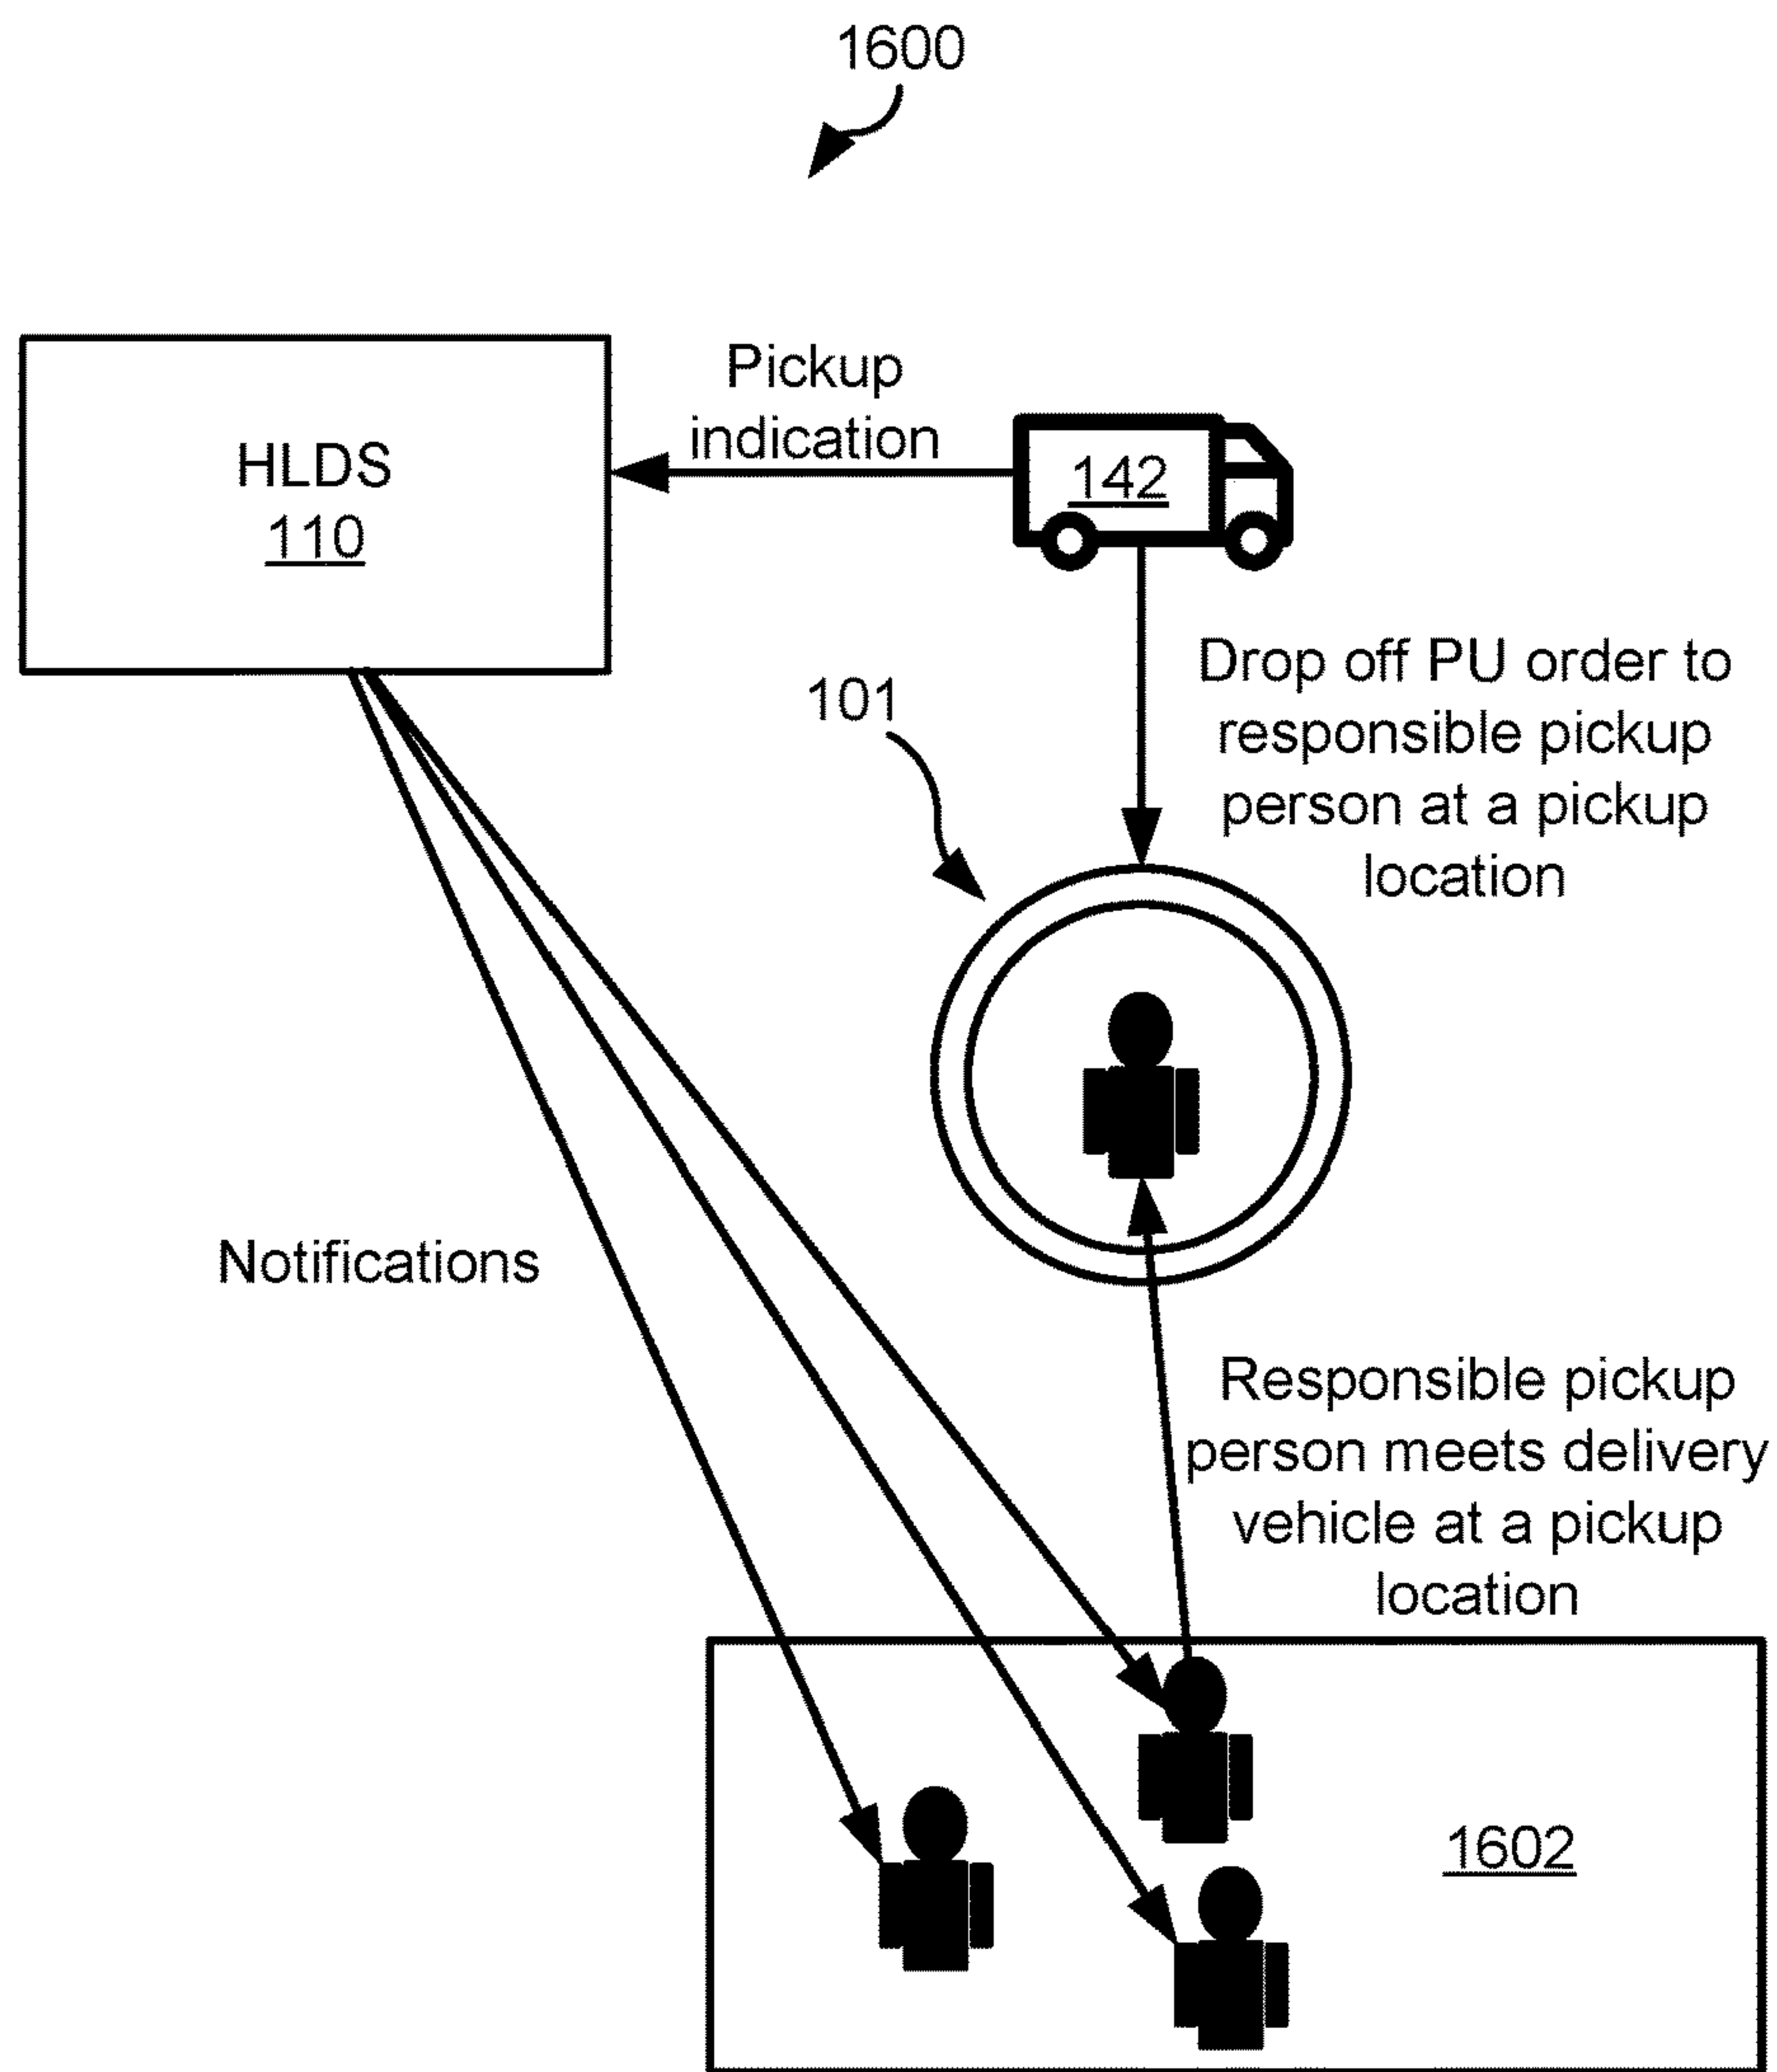 1600
Pickup
indication
HLDS
110
142
Drop off PU order to
responsible pickup
person at a pickup
location
101
Notifications
Responsible pickup
person meets delivery
vehicle at a pickup
location
1602